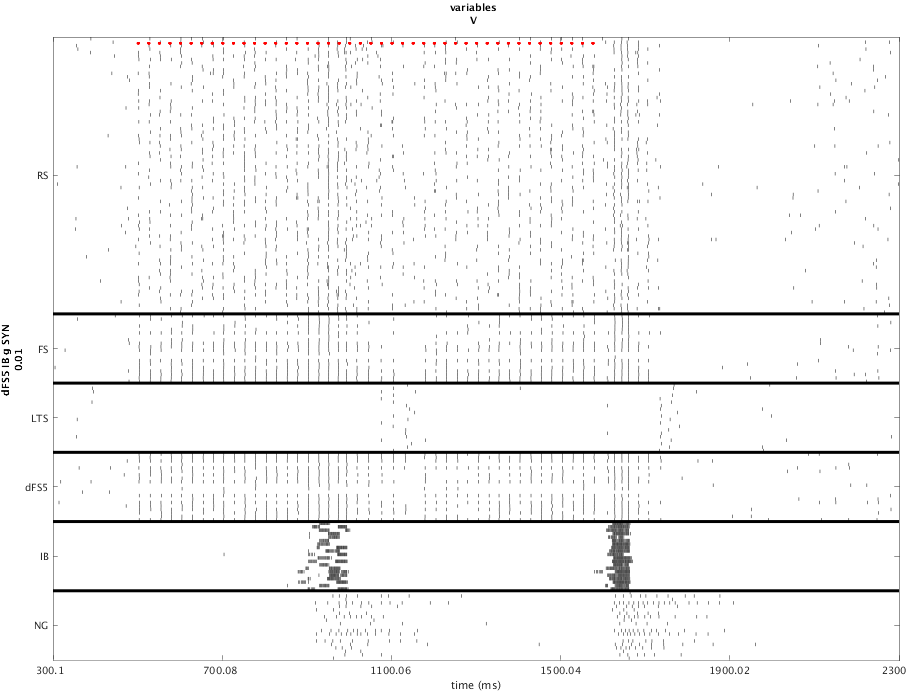 variables
V
RS
FS
LTS
dFS5
IB
NG
dFS5 IB g SYN
0.01
300.1 700.08 1100.06 1500.04 1900.02 2300
time (ms)